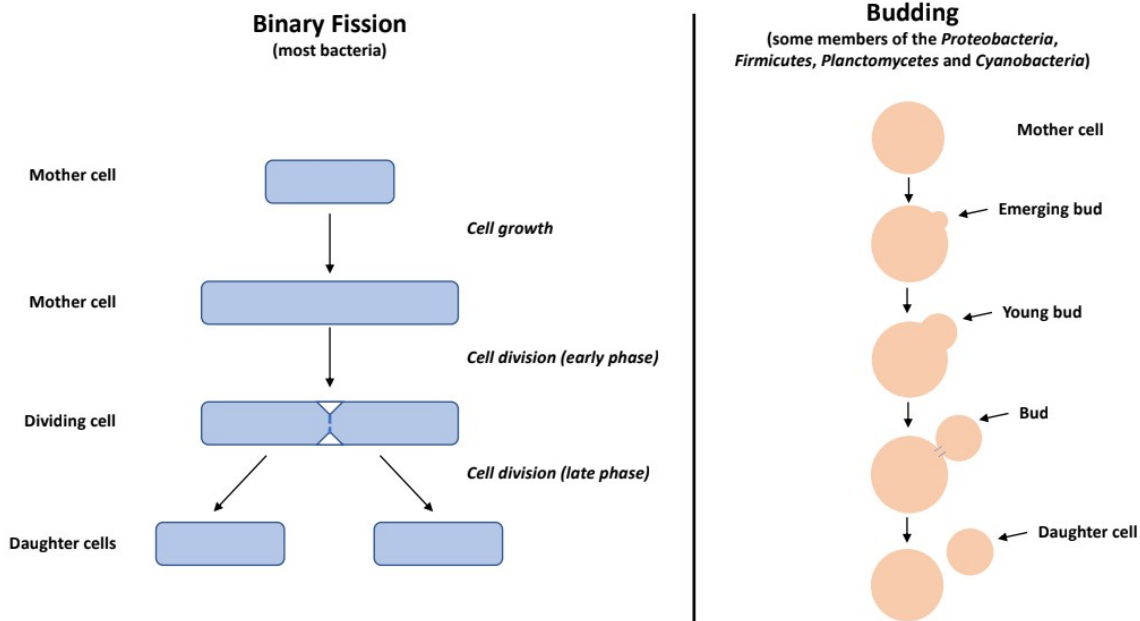 Binary Fission
(most bacteria)
Mother cell
Cell growth
Mother cell
Cell division (early phase)
Dividing cell
Cell division (late phase)
Daughter cells
Budding
(some members of the Proteobacteria,
Firmicutes, Planctomycetes and Cyanobacteria)
Mother cell
Emerging bud
Young bud
Bud
Daughter cell